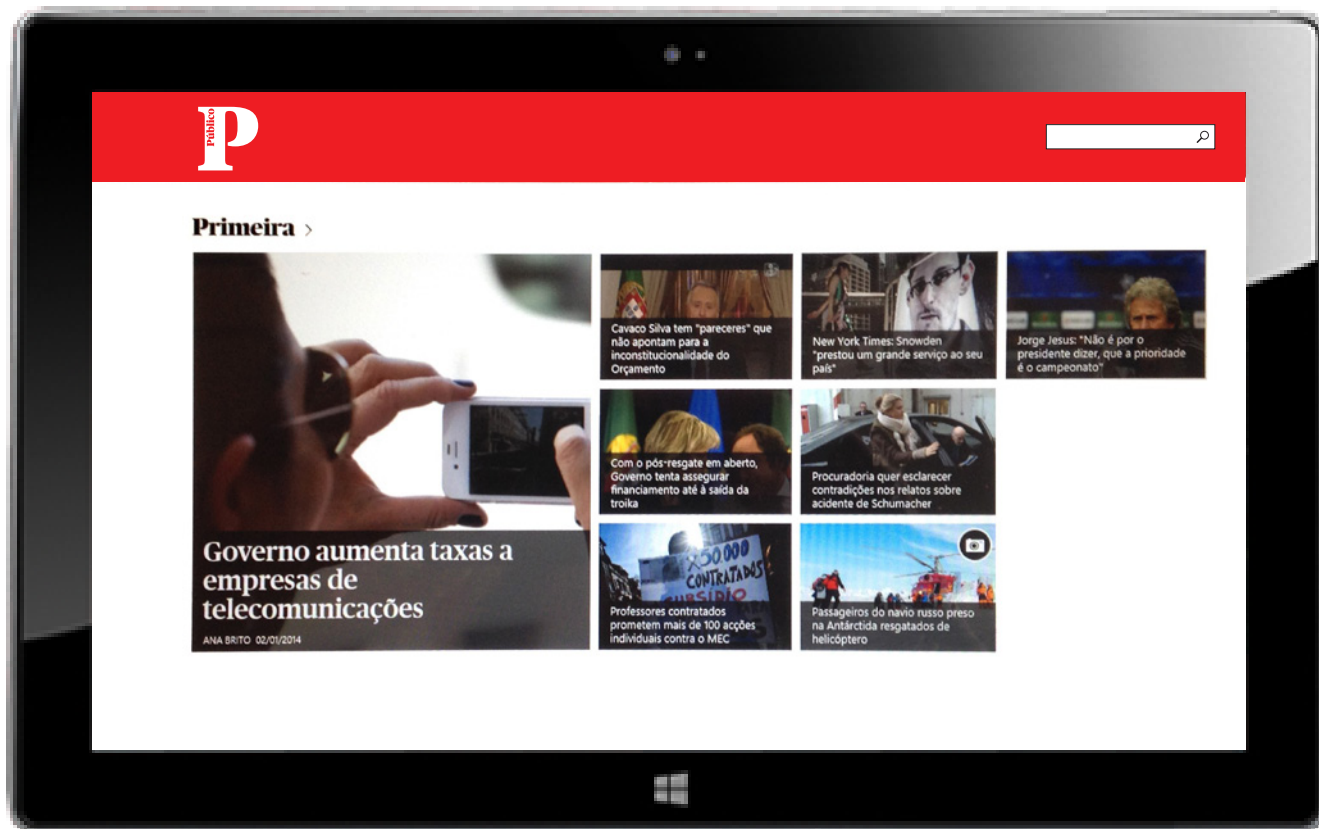 Público
Primeira >
Governo aumenta taxas a
empresas de
telecomunicações
ANA BRITO 02/01/2014
Cavaco Silva tem "pareceres" que
não apontam para a
inconstitucionalidade do
Orçamento
New York Times: Snowden
"prestou um grande serviço ao seu
país"
Jorge Jesus: "Não é por o
presidente dizer, que a prioridade
é o campeonato"
Com o pós-resgate em aberto,
Governo tenta assegurar
financiamento até à saída da
troika
Procuradoria quer esclarecer
contradições nos relatos sobre
acidente de Schumacher
X50.000
CONTRATADOS
SUBSÍDIO
Professores contratados
prometem mais de 100 acções
individuais contra o MEC
Passageiros do navio russo preso
na Antárctida resgatados de
helicóptero